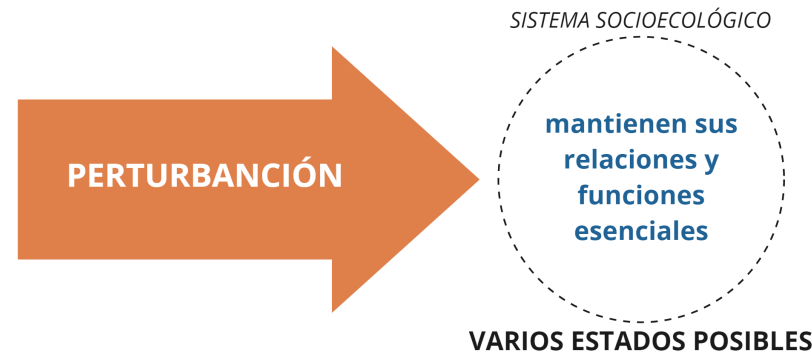 SISTEMA SOCIOECOLÓGICO
PERTURBANCIÓN
mantienen sus
relaciones y
funciones
esenciales
VARIOS ESTADOS POSIBLES